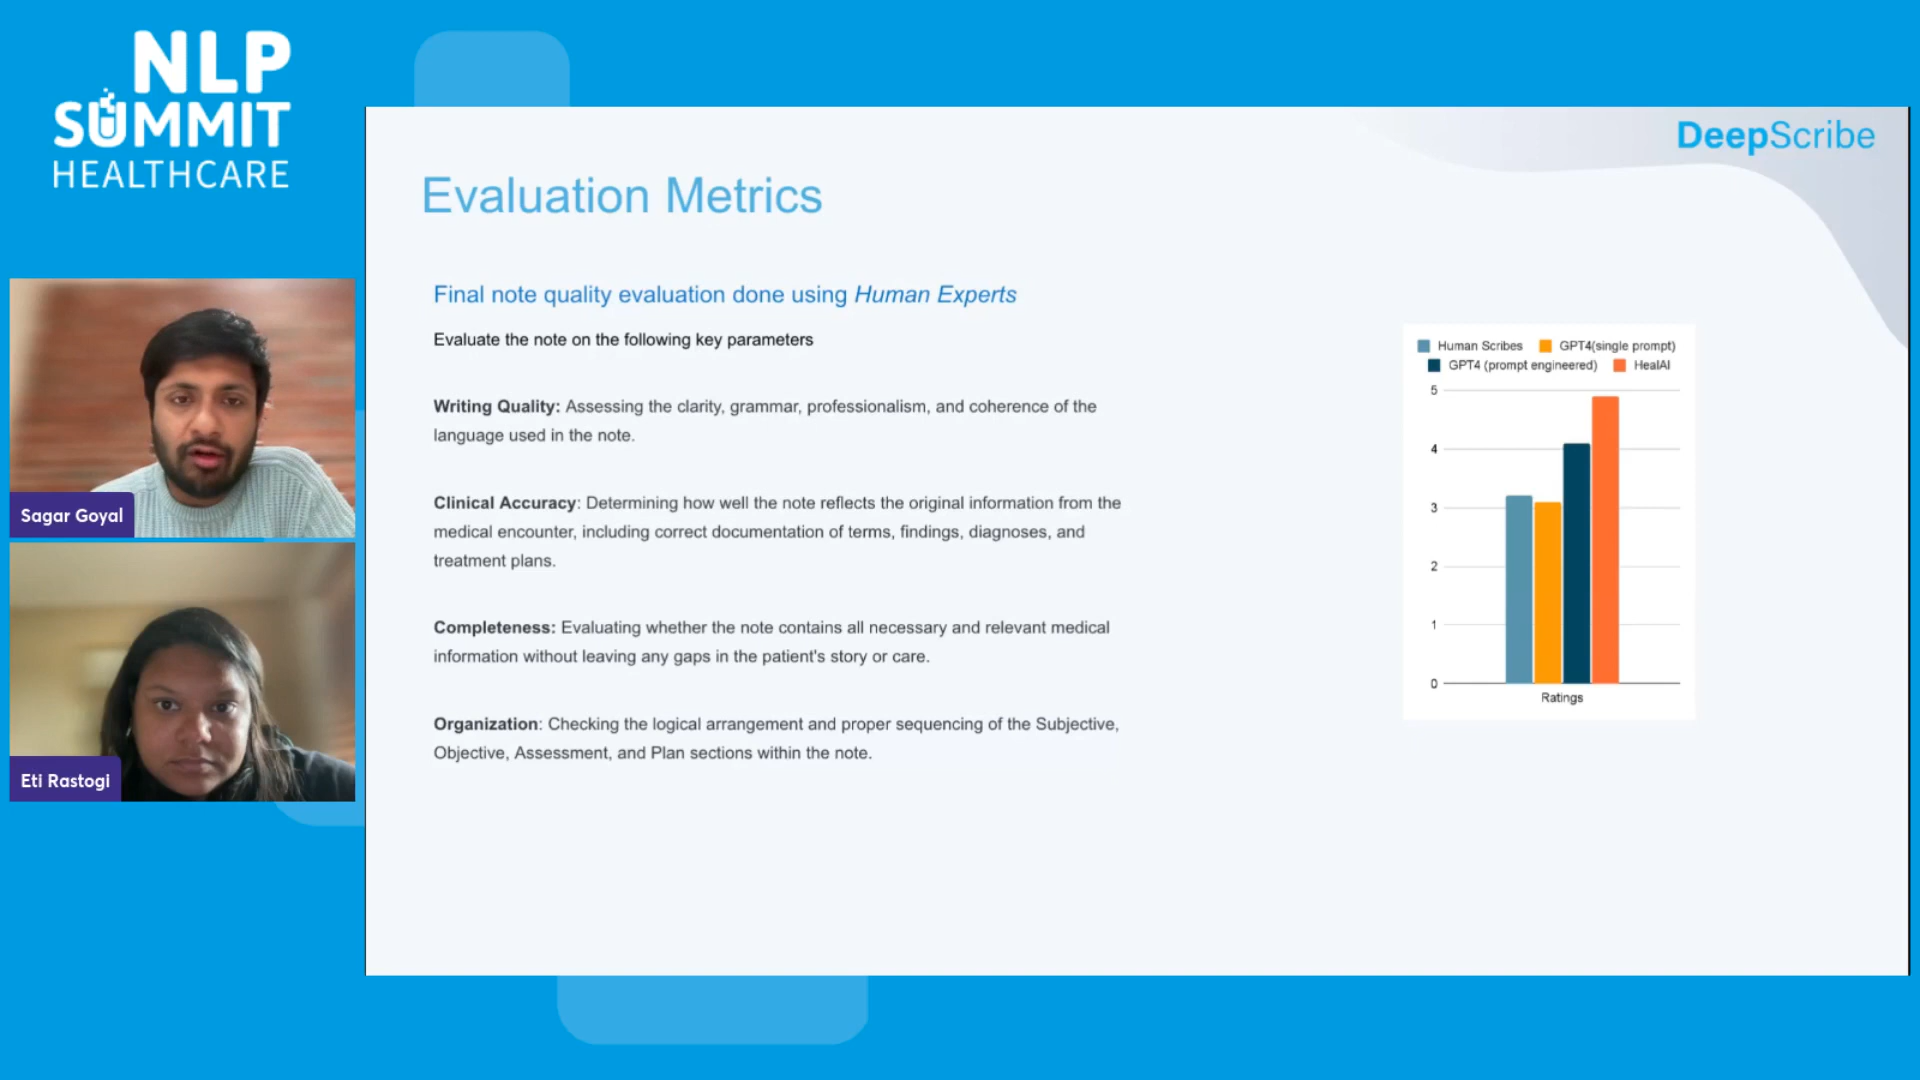 NLP
SUMMIT
HEALTHCARE
Sagar Goyal
Eti Rastogi
DeepScribe
Evaluation Metrics
Final note quality evaluation done using Human Experts
Evaluate the note on the following key parameters
Writing Quality: Assessing the clarity, grammar, professionalism, and coherence of the
language used in the note.
Clinical Accuracy: Determining how well the note reflects the original information from the
medical encounter, including correct documentation of terms, findings, diagnoses, and
treatment plans.
Completeness: Evaluating whether the note contains all necessary and relevant medical
information without leaving any gaps in the patient's story or care.
Organization: Checking the logical arrangement and proper sequencing of the Subjective,
Objective, Assessment, and Plan sections within the note.
Human Scribes GPT4(single prompt)
GPT4 (prompt engineered) HealAI
5
4
3
2
1
0
Ratings